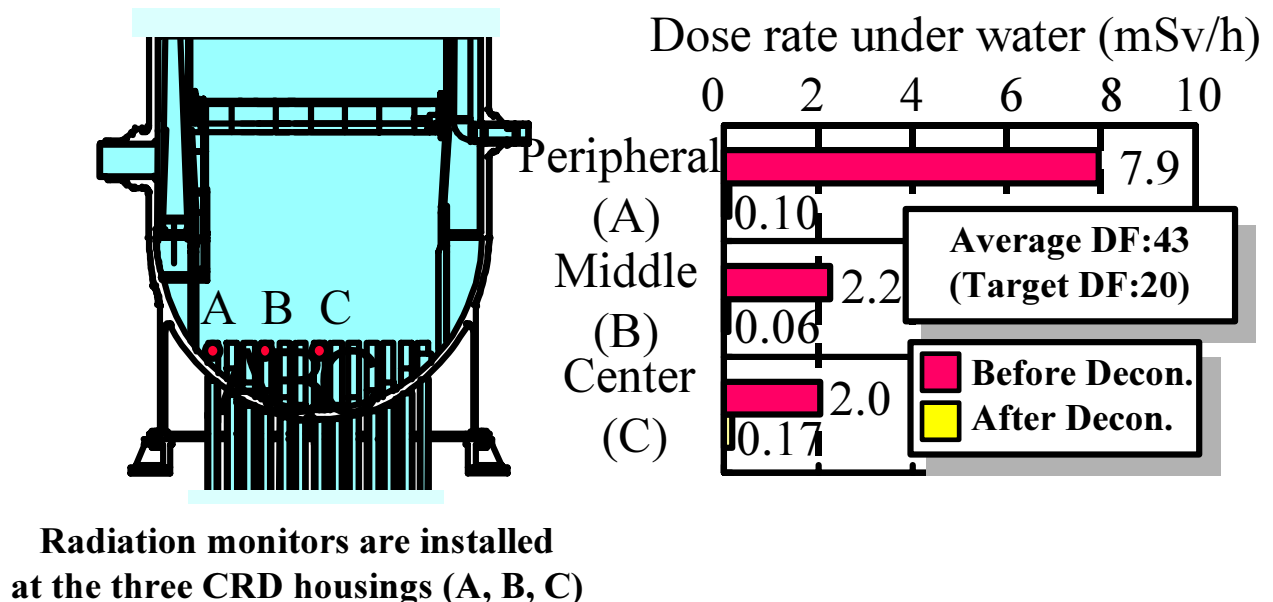 Dose rate under water (mSv/h)
0 2 4 6 8 10
Peripheral
(A)
7.9
0.10
Middle
(B)
2.2
0.06
Center
(C)
2.0
0.17
Average DF:43
(Target DF:20)
Before Decon.
After Decon.
A B C
ABC
Radiation monitors are installed
at the three CRD housings (A, B, C)